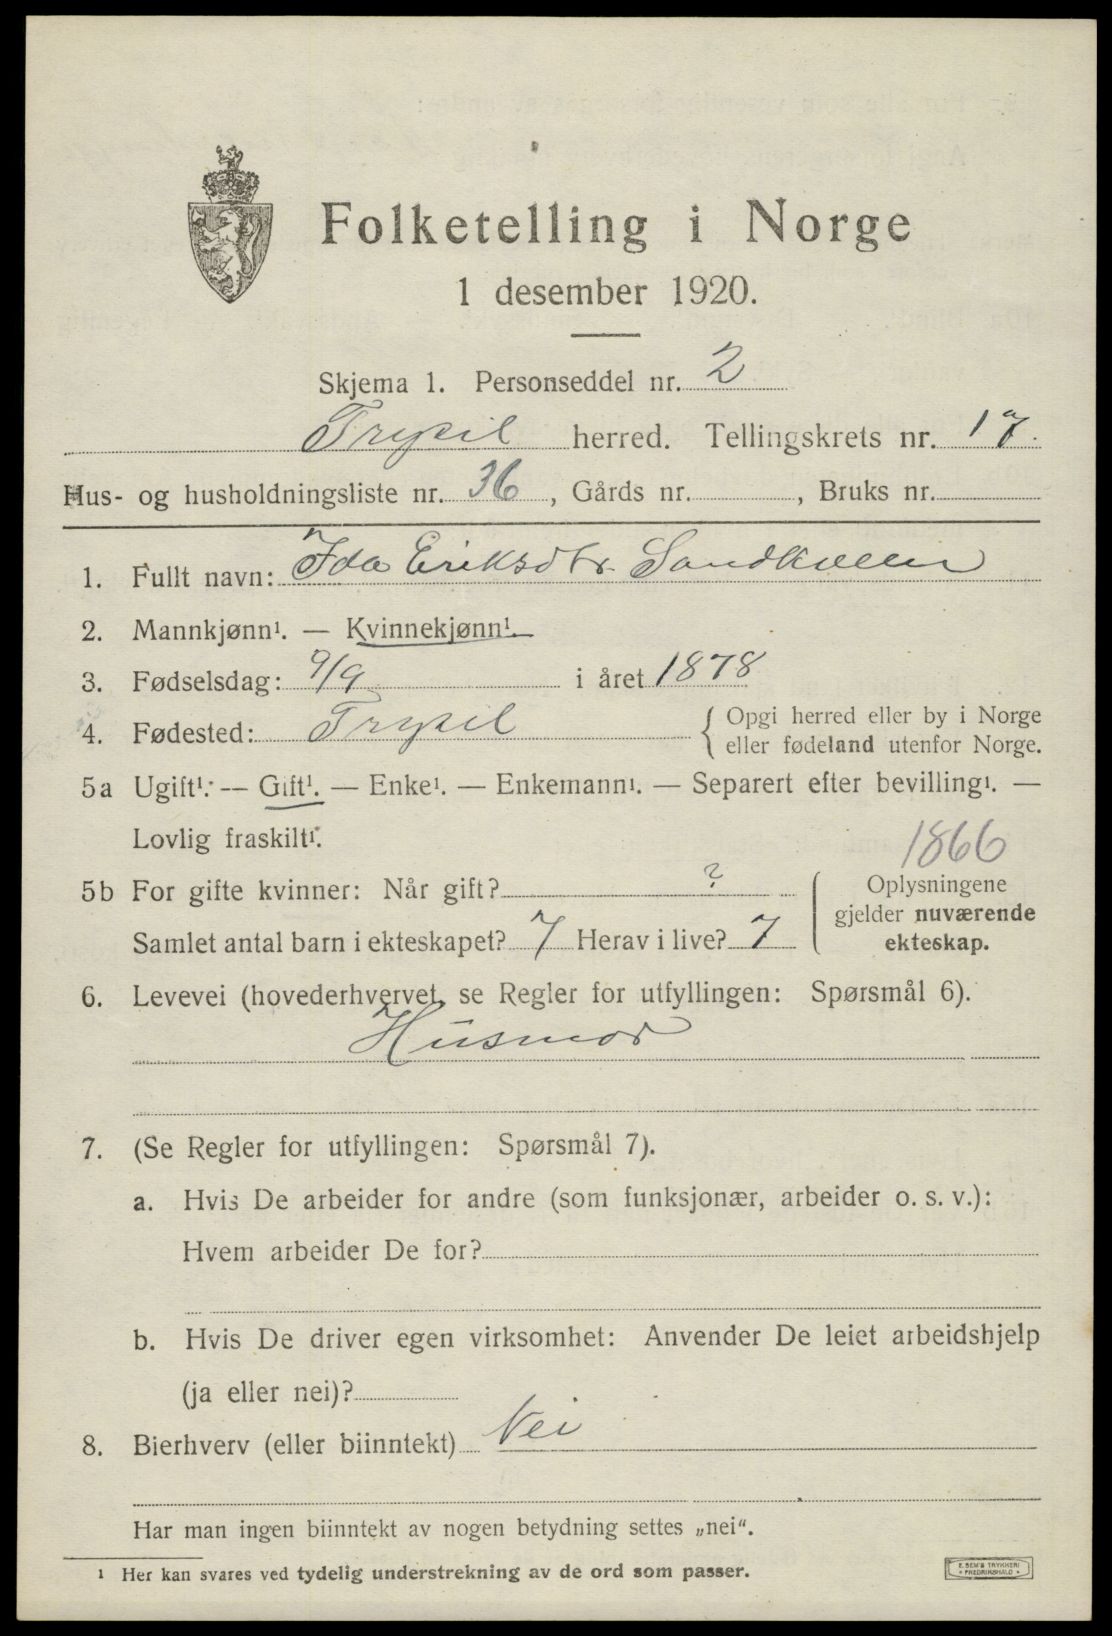 Folketelling i Norge
1 desember 1920.
Skjema 1. Personseddel nr. 2
Trysil herred. Tellingskrets nr. 17.
Hus- og husholdningsliste nr. 36, Gårds nr. , Bruks nr.
1. Fullt navn: Ida Eriksdtr. Sandkveen
2. Mannkjønn¹. — Kvinnekjønn¹.
3. Fødselsdag: 9/9 i året 1878
4. Fødested: Trysil { Opgi herred eller by i Norge
eller fødeland utenfor Norge.
5a Ugift¹. — Gift¹. — Enke¹. — Enkemann¹. — Separert efter bevilling¹. —
Lovlig fraskilt¹.
1866
5b For gifte kvinner: Når gift? ? { Oplysningene
gjelder nuværende
Samlet antal barn i ekteskapet? 7 Herav i live? 7 ekteskap.
6. Levevei (hovederhvervet, se Regler for utfyllingen: Spørsmål 6).
Husmor
7. (Se Regler for utfyllingen: Spørsmål 7).
a. Hvis De arbeider for andre (som funksjonær, arbeider o. s. v.):
Hvem arbeider De for?
b. Hvis De driver egen virksomhet: Anvender De leiet arbeidshjelp
(ja eller nei)?
8. Bierhverv (eller biinntekt) Nei
Har man ingen biinntekt av nogen betydning settes „nei“.
¹ Her kan svares ved tydelig understrekning av de ord som passer.
E. SEM'S TRYKKERI
FREDRIKSHALD